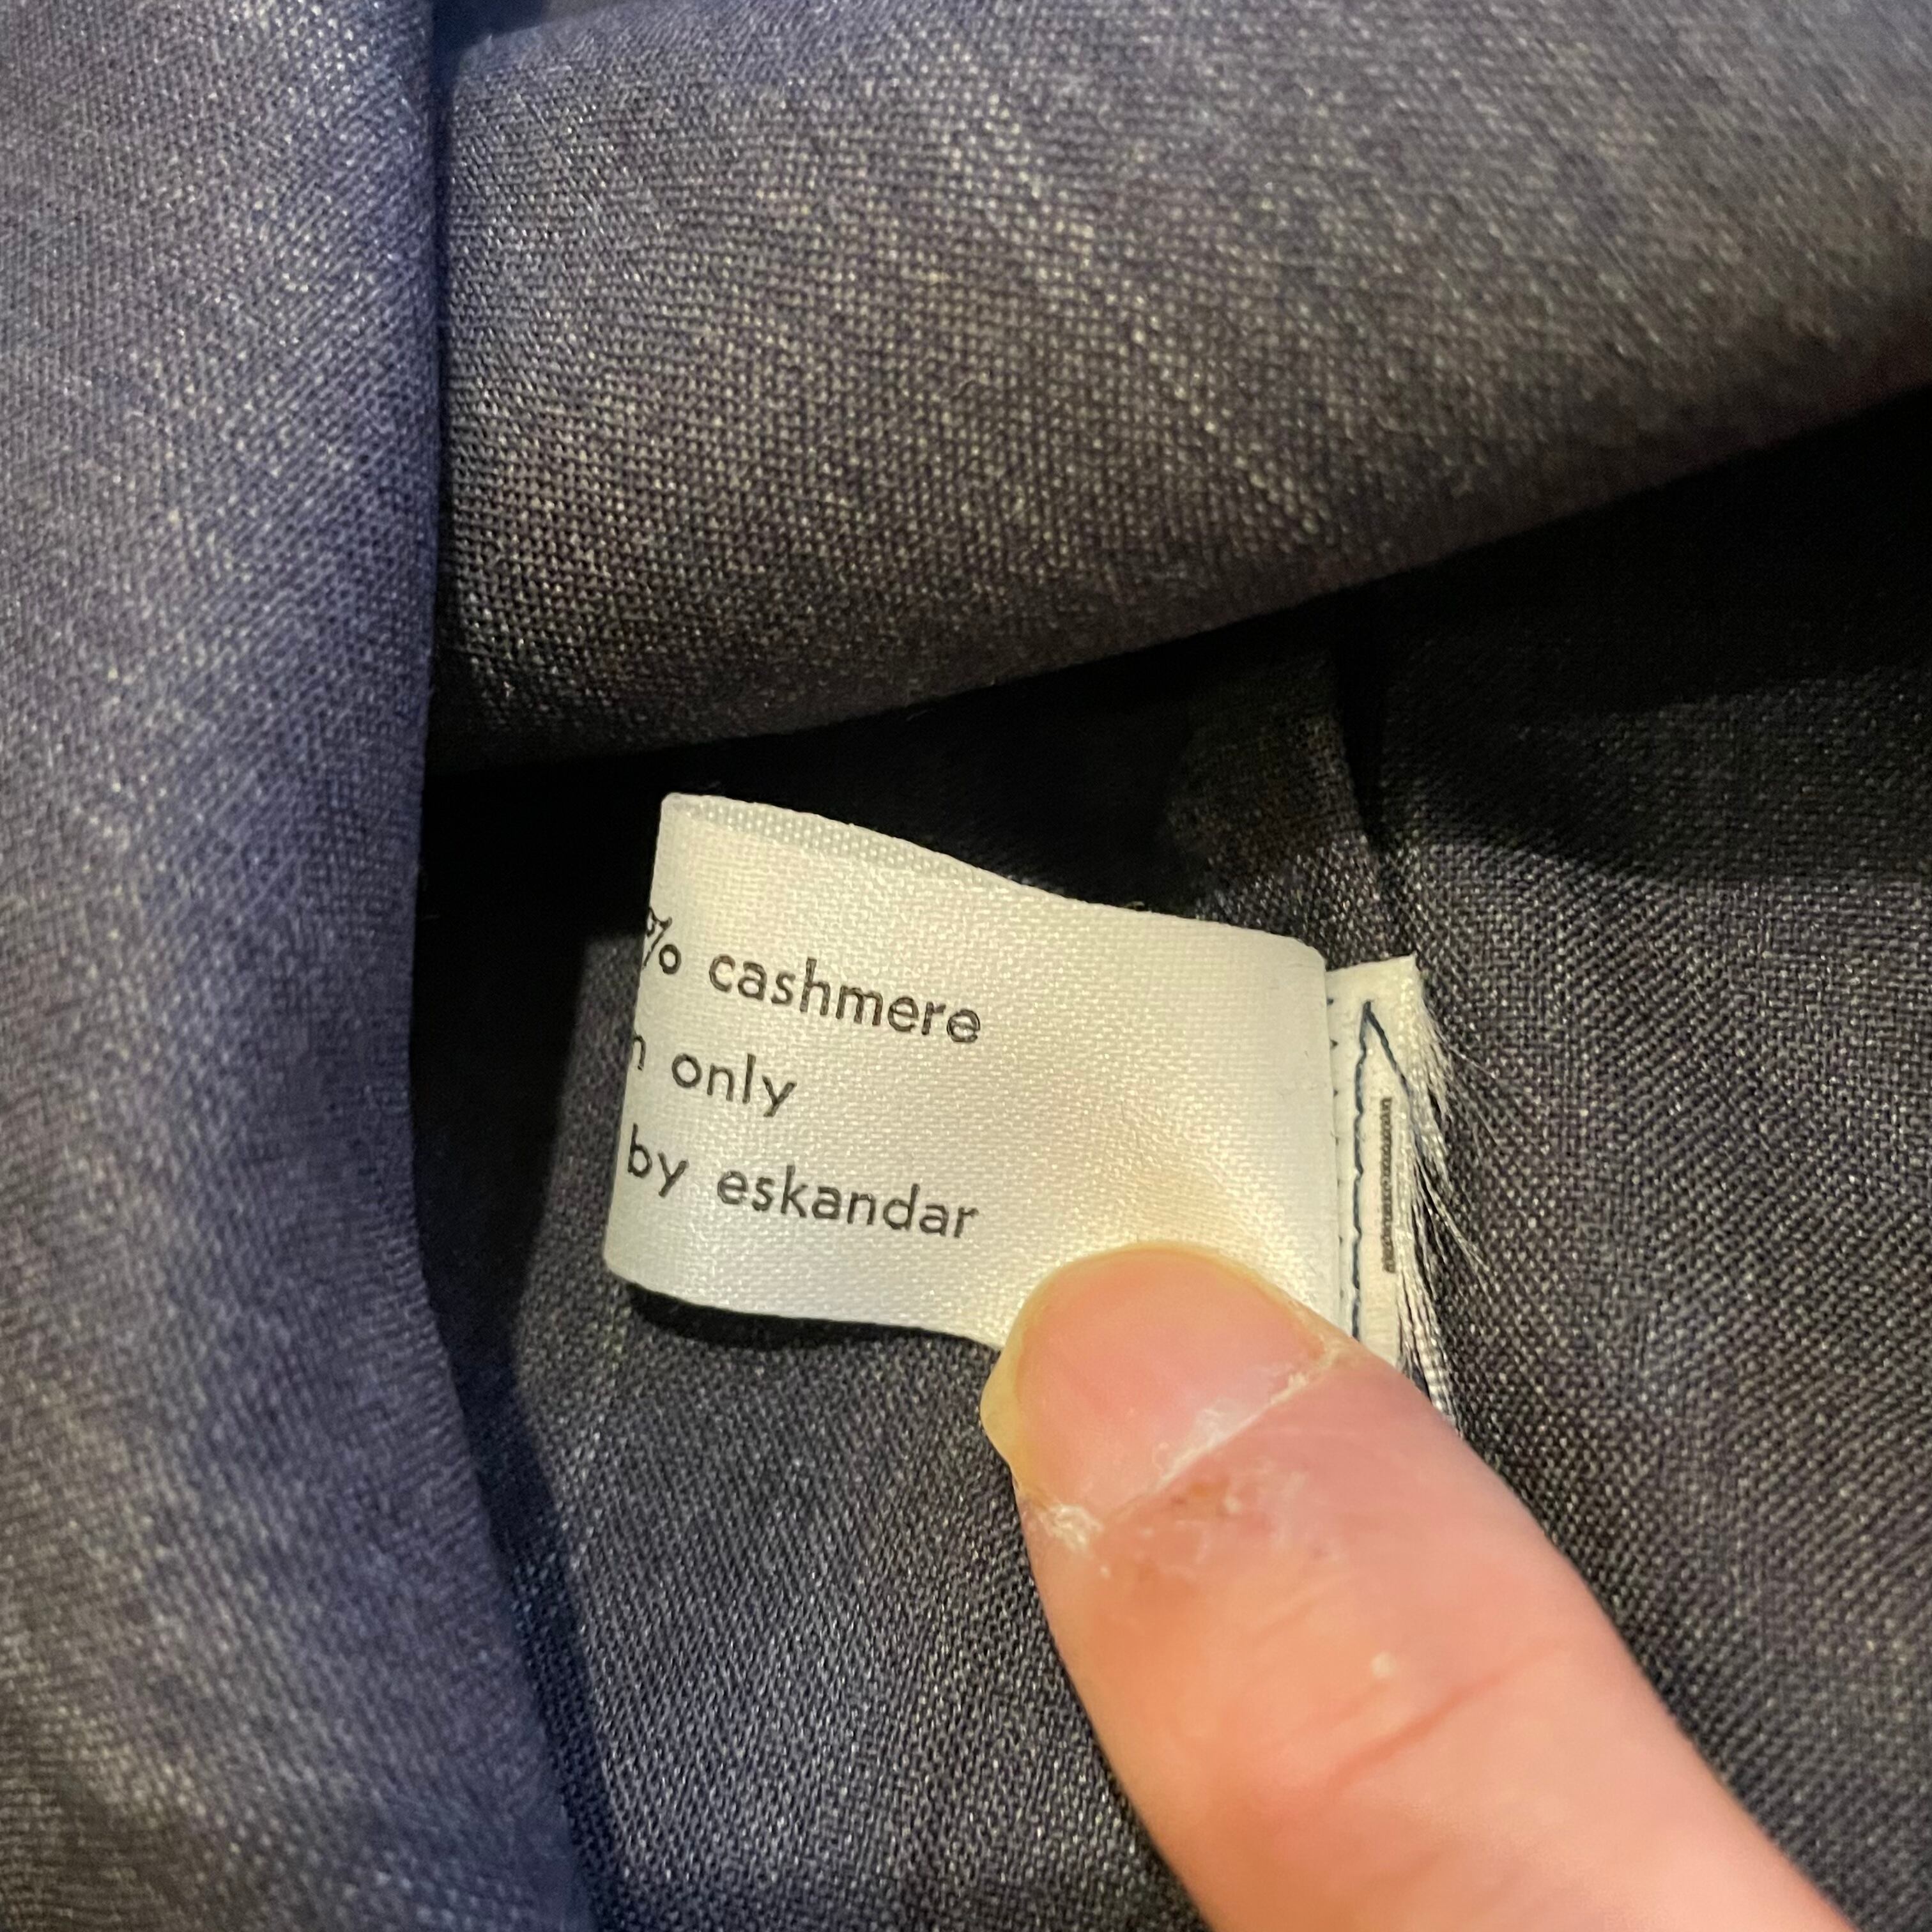 % cashmere
n only
by eskandar